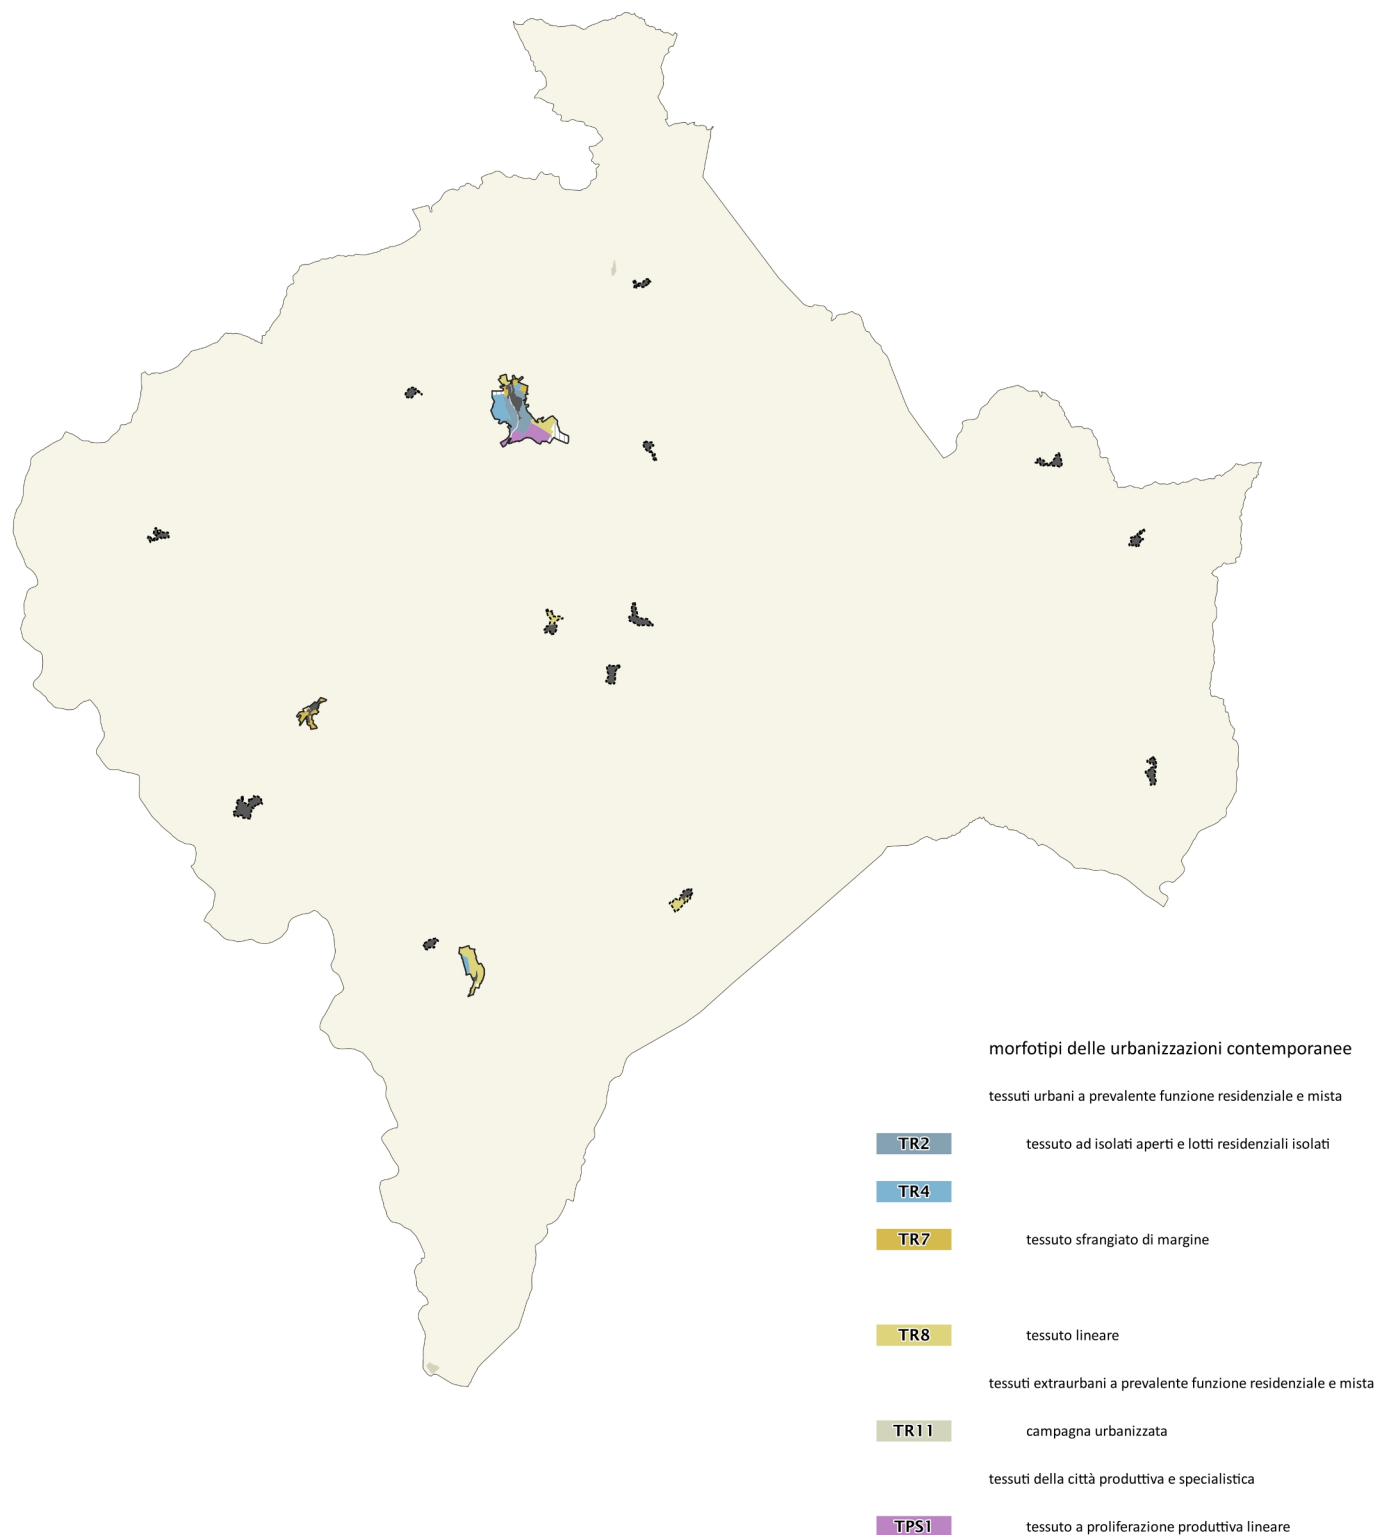 morfotipi delle urbanizzazioni contemporanee
tessuti urbani a prevalente funzione residenziale e mista
TR2 tessuto ad isolati aperti e lotti residenziali isolati
TR4
TR7 tessuto sfrangiato di margine
TR8 tessuto lineare
tessuti extraurbani a prevalente funzione residenziale e mista
TR11 campagna urbanizzata
tessuti della città produttiva e specialistica
TPS1 tessuto a proliferazione produttiva lineare